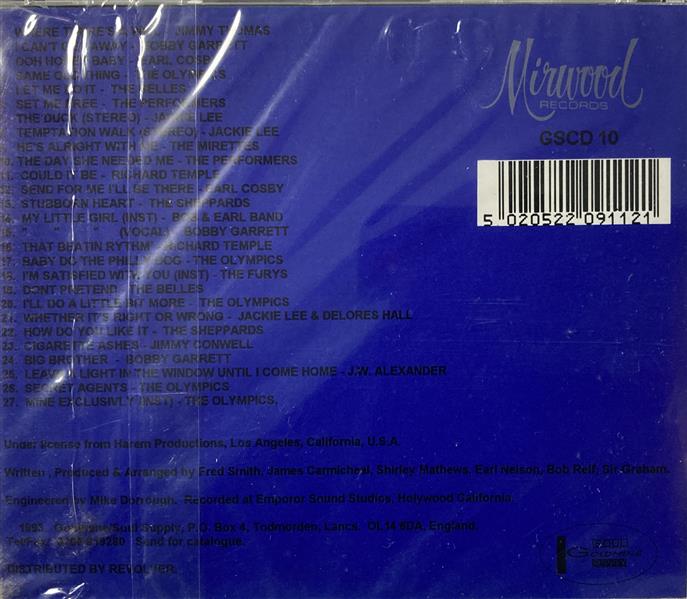 WHERE THERE'S A WILL - JIMMY THOMAS
I CAN'T GET AWAY - BOBBY GARRETT
OOH HONEY BABY - EARL COSBY
SAME OLD THING - THE OLYMPICS
LET ME DO IT - THE BELLES
SET ME FREE - THE PERFORMERS
THE DUCK (STEREO) - JACKIE LEE
TEMPTATION WALK (STEREO) - JACKIE LEE
HE'S ALRIGHT WITH ME - THE MIRETTES
10. THE DAY SHE NEEDED ME - THE PERFORMERS
11. COULD IT BE - RICHARD TEMPLE
12. SEND FOR ME I'LL BE THERE - EARL COSBY
13. STUBBORN HEART - THE SHEPPARDS
14. MY LITTLE GIRL (INST) - BOB & EARL BAND
15. " " " (VOCAL) - BOBBY GARRETT
16. THAT BEATIN RYTHM - RICHARD TEMPLE
17. BABY DO THE PHILLY DOG - THE OLYMPICS
18. I'M SATISFIED WITH YOU (INST) - THE FURYS
19. DONT PRETEND - THE BELLES
20. I'LL DO A LITTLE BIT MORE - THE OLYMPICS
21. WHETHER IT'S RIGHT OR WRONG - JACKIE LEE & DELORES HALL
22. HOW DO YOU LIKE IT - THE SHEPPARDS
23. CIGARETTE ASHES - JIMMY CONWELL
24. BIG BROTHER - BOBBY GARRETT
25. LEAVE A LIGHT IN THE WINDOW UNTIL I COME HOME - J.W. ALEXANDER
26. SECRET AGENTS - THE OLYMPICS
27. MINE EXCLUSIVLY (INST) - THE OLYMPICS.
Mirwood
RECORDS
GSCD 10
5 020522 091121
Under license from Harem Productions, Los Angeles, California, U.S.A.
Written , Produced & Arranged by Fred Smith, James Carmicheal, Shirley Mathews, Earl Nelson, Bob Relf, Sir Graham.
Engineered by Mike Dorrough. Recorded at Emporor Sound Studios, Holywood California.
1993 Goldmine/Soul Supply, P.O. Box 4, Todmorden, Lancs. OL14 6DA, England.
Tel/Fax: 0706 819280 Send for catalogue.
DISTRIBUTED BY REVOLVER.
GOLDMINE